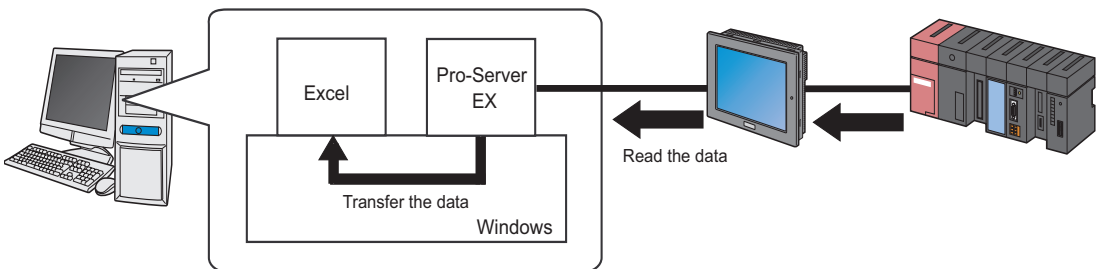 Excel
Pro-Server
EX
Read the data
Transfer the data
Windows